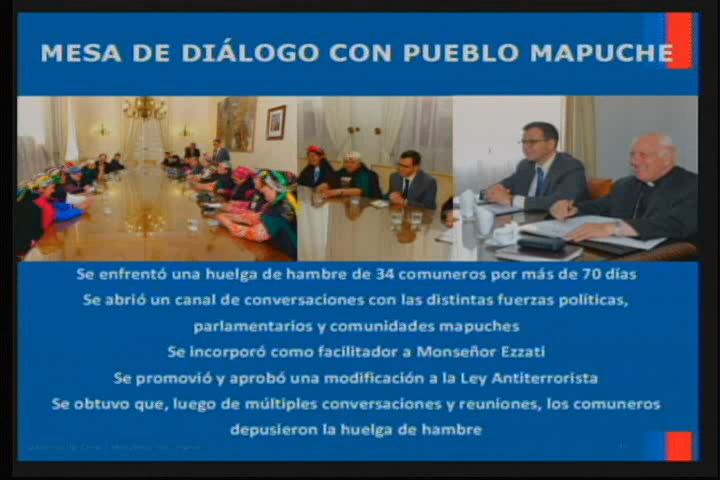 MESA DE DIÁLOGO CON PUEBLO MAPUCHE
Se enfrentó una huelga de hambre de 34 comuneros por más de 70 días
Se abrió un canal de conversaciones con las distintas fuerzas políticas,
parlamentarios y comunidades mapuches
Se incorporó como facilitador a Monseñor Ezzati
Se promovió y aprobó una modificación a la Ley Antiterrorista
Se obtuvo que, luego de múltiples conversaciones y reuniones, los comuneros
depusieron la huelga de hambre